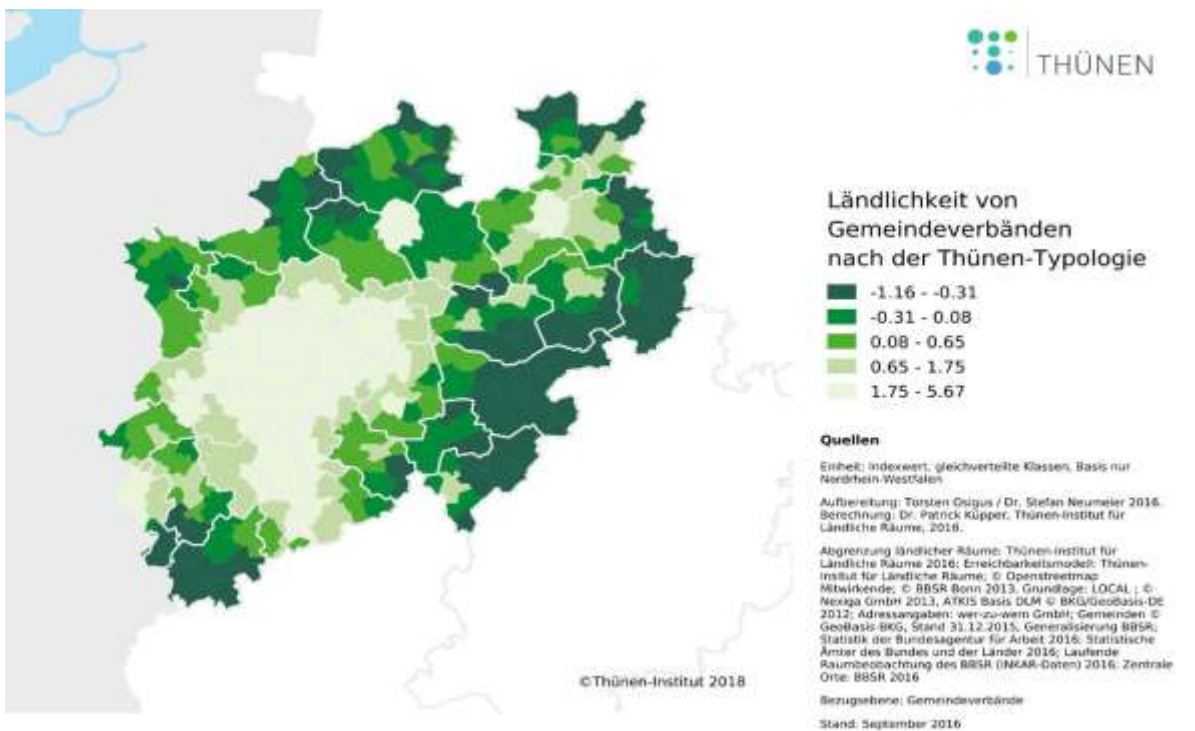 THÜNEN
Ländlichkeit von
Gemeindeverbänden
nach der Thünen-Typologie
-1.16 - -0.31
-0.31 - 0.08
0.08 - 0.65
0.65 - 1.75
1.75 - 5.67
Quellen
Einheit: Indexwert, gleichverteilte Klassen, Basis nur
Nordrhein-Westfalen
Aufbereitung: Torsten Osigus / Dr. Stefan Neumeier 2016.
Berechnung: Dr. Patrick Küpper, Thünen-Institut für
Ländliche Räume, 2016.
Abgrenzung ländlicher Räume: Thünen-Institut für
Ländliche Räume 2016; Erreichbarkeitsmodell: Thünen-
Institut für Ländliche Räume; © Openstreetmap
Mitwirkende; © BBSR Bonn 2013, Grundlage: LOCAL ; ©
Nexiga GmbH 2013, ATKIS Basis DLM © BKG/GeoBasis-DE
2012; Adressangaben: wer-zu-wem GmbH; Gemeinden ©
GeoBasis-BKG, Stand 31.12.2015, Generalisierung BBSR;
Statistik der Bundesagentur für Arbeit 2016; Statistische
Ämter des Bundes und der Länder 2016; Laufende
Raumbeobachtung des BBSR (INKAR-Daten) 2016; Zentrale
Orte: BBSR 2016
Bezugsebene: Gemeindeverbände
Stand: September 2016
©Thünen-Institut 2018